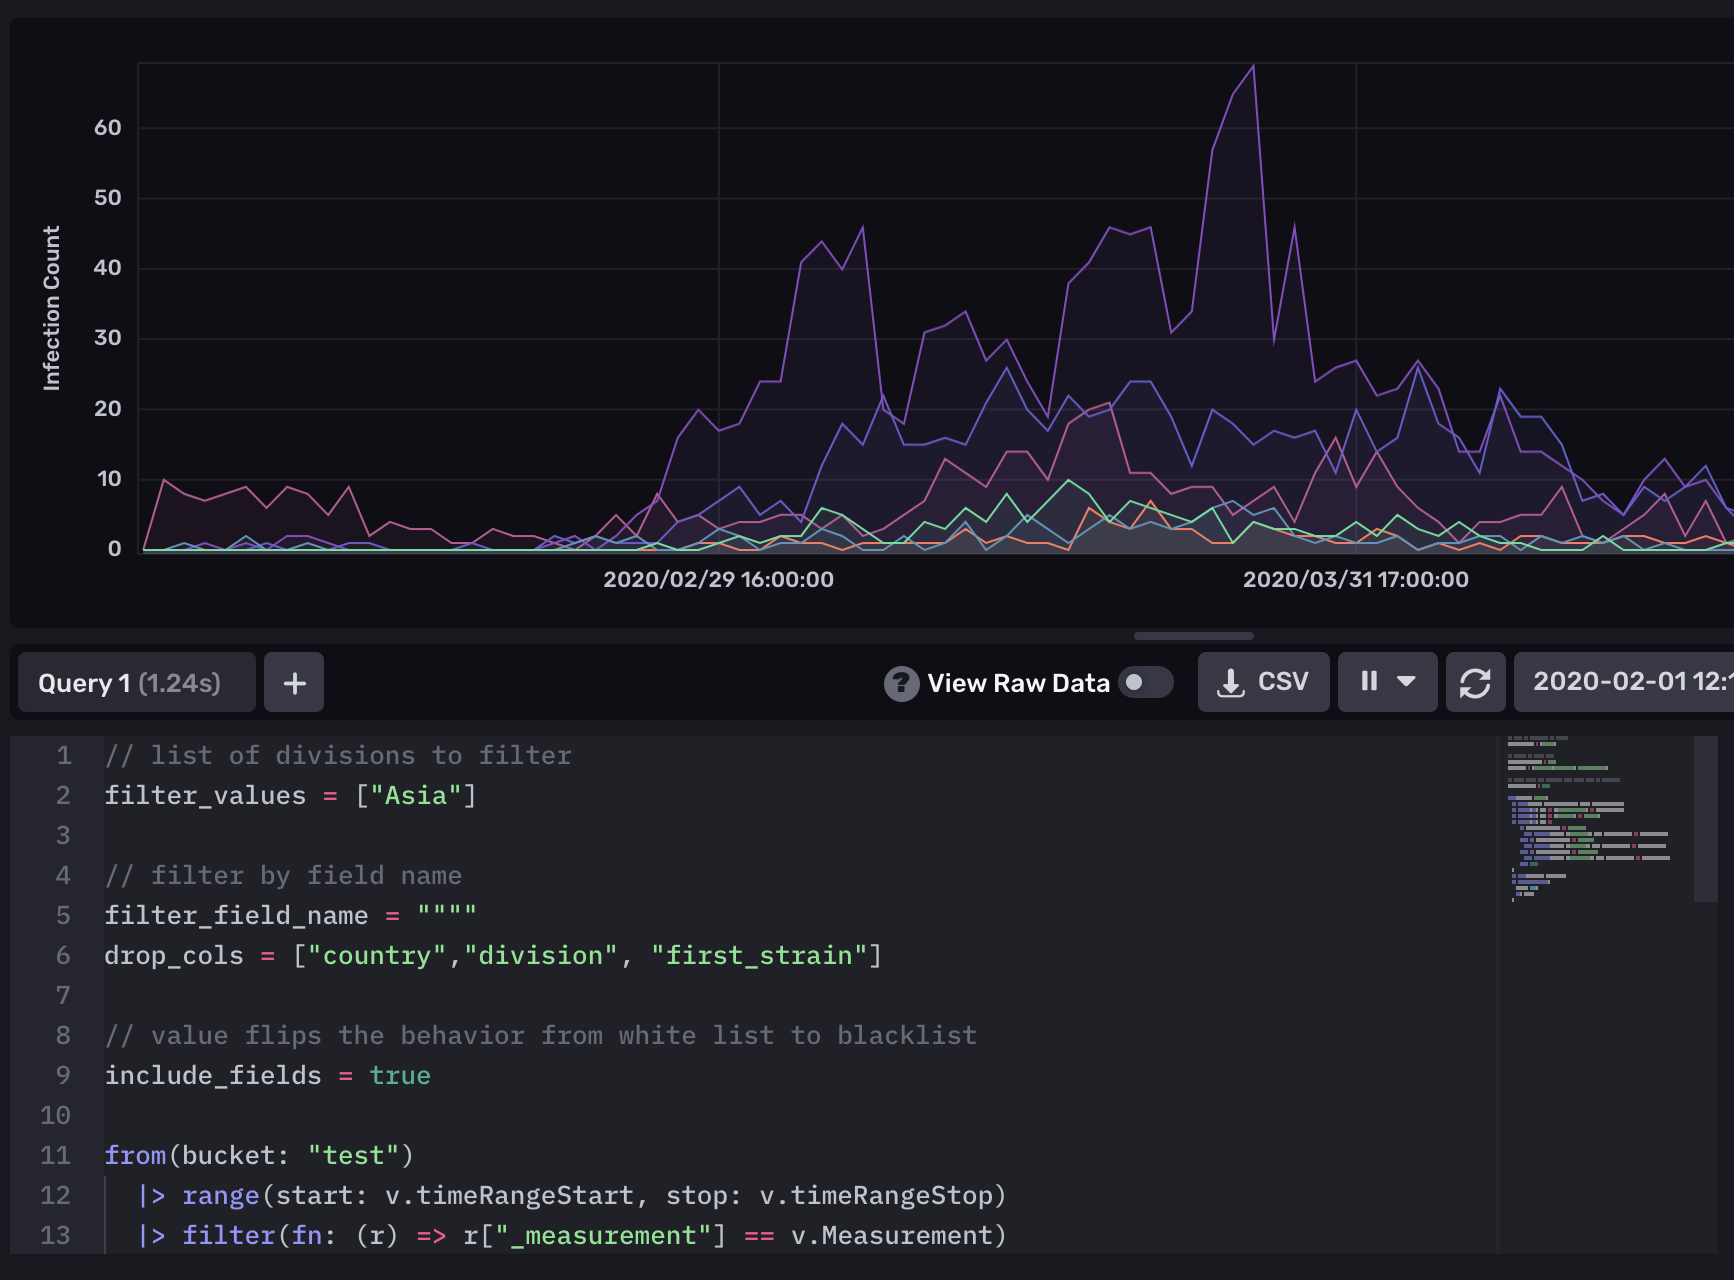 60
50
40
30
20
10
0
Infection Count
2020/02/29 16:00:00
2020/03/31 17:00:00
Query 1 (1.24s)
+
? View Raw Data
CSV
2020-02-01 12:
1 // list of divisions to filter
2 filter_values = ["Asia"]
3
4 // filter by field name
5 filter_field_name = """"
6 drop_cols = ["country","division", "first_strain"]
7
8 // value flips the behavior from white list to blacklist
9 include_fields = true
10
11 from(bucket: "test")
12 |> range(start: v.timeRangeStart, stop: v.timeRangeStop)
13 |> filter(fn: (r) => r["_measurement"] == v.Measurement)